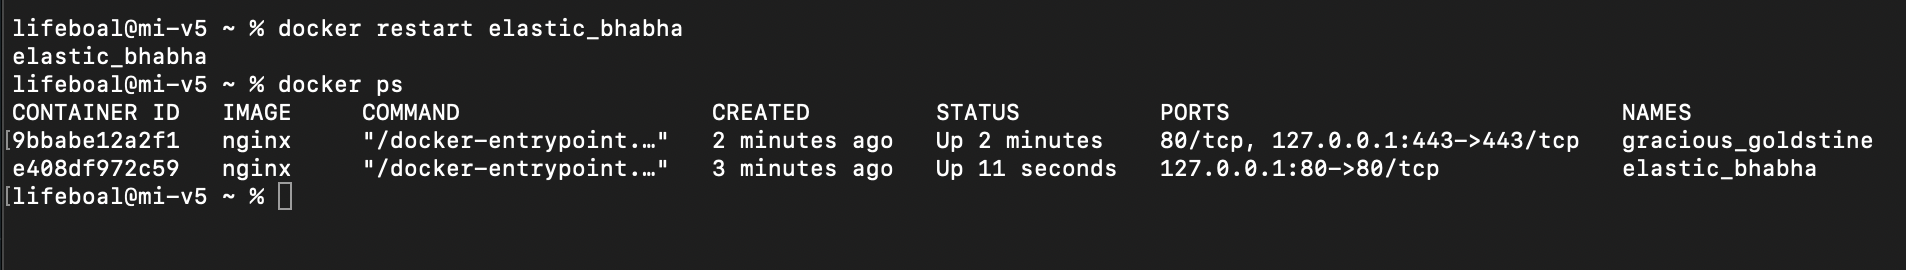 lifeboal@mi-v5 ~ % docker restart elastic_bhabha
elastic_bhabha
lifeboal@mi-v5 ~ % docker ps
CONTAINER ID   IMAGE     COMMAND                  CREATED         STATUS          PORTS                            NAMES
[9bbabe12a2f1   nginx     "/docker-entrypoint.…"   2 minutes ago   Up 2 minutes    80/tcp, 127.0.0.1:443->443/tcp   gracious_goldstine
e408df972c59   nginx     "/docker-entrypoint.…"   3 minutes ago   Up 11 seconds   127.0.0.1:80->80/tcp             elastic_bhabha
[lifeboal@mi-v5 ~ %